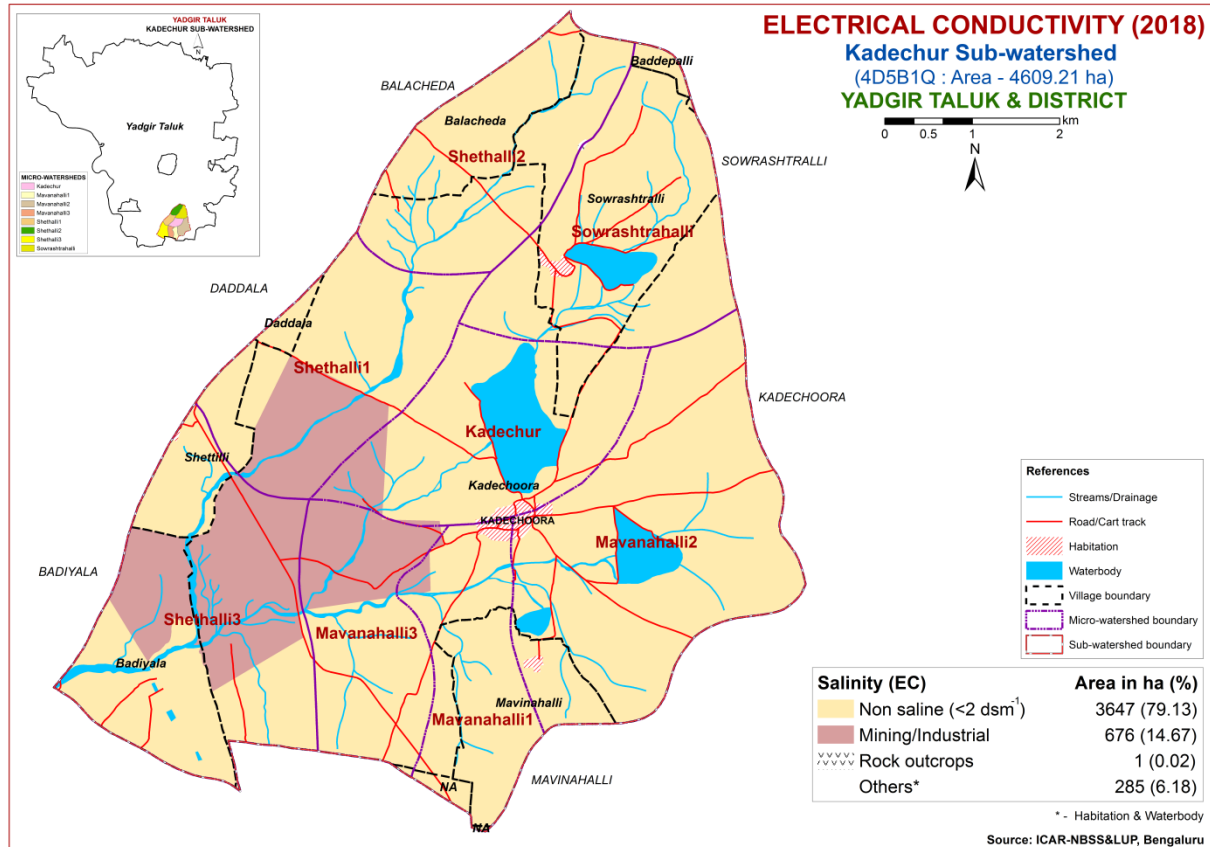 YADGIR TALUK
KADECHUR SUB-WATERSHED
N
Yadgir Taluk
MICRO-WATERSHEDS
Kadechur
Mavanahalli1
Mavanahalli2
Mavanahalli3
Shethalli1
Shethalli2
Shethalli3
Sowrashtrahalli
ELECTRICAL CONDUCTIVITY (2018)
Kadechur Sub-watershed
(4D5B1Q : Area - 4609.21 ha)
YADGIR TALUK & DISTRICT
km
0 0.5 1 2
N
Baddepalli
BALACHEDA
Balacheda
Shethalli2
SOWRASHTRALLI
Sowrashtralli
Sowrashtrahalli
DADDALA
Daddala
Shethalli1
KADECHOORA
Kadechur
Shettilli
Kadechoora
KADECHOORA
Mavanahalli2
BADIYALA
Shethalli3
Mavanahalli3
Badiyala
Mavinahalli
Mavanahalli1
MAVINAHALLI
NA
NA
References
Streams/Drainage
Road/Cart track
Habitation
Waterbody
Village boundary
Micro-watershed boundary
Sub-watershed boundary
Salinity (EC) Area in ha (%)
Non saline (<2 dsm⁻¹) 3647 (79.13)
Mining/Industrial 676 (14.67)
Rock outcrops 1 (0.02)
Others* 285 (6.18)
* - Habitation & Waterbody
Source: ICAR-NBSS&LUP, Bengaluru